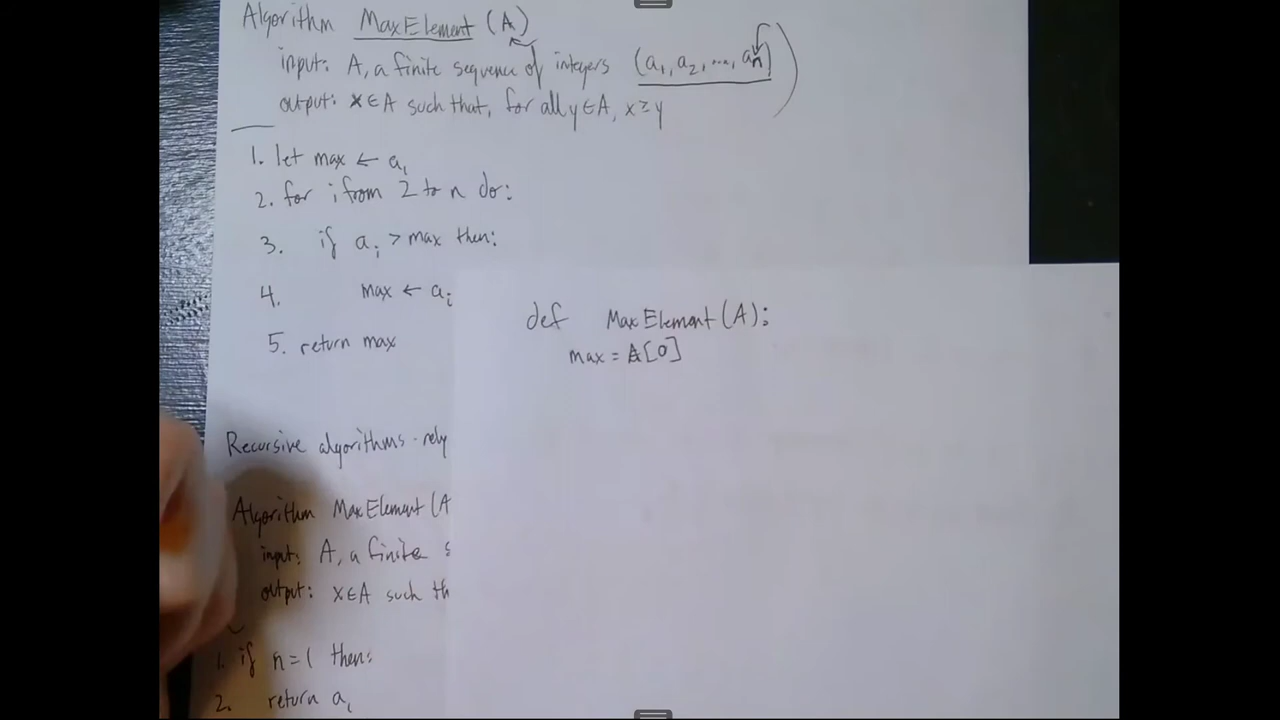 Algorithm MaxElement (A)
input: A, a finite sequence of integers (a₁, a₂, ..., aₙ)
output: x∈A such that, for all y∈A, x≥y
1. let max ← a₁
2. for i from 2 to n do:
3. if aᵢ > max then:
4. max ← aᵢ
5. return max
def MaxElement(A):
max = A[0]
Recursive algorithms - rely
Algorithm MaxElement(A
input: A, a finite s
output: x∈A such th
1. if n=1 then:
2. return a₁